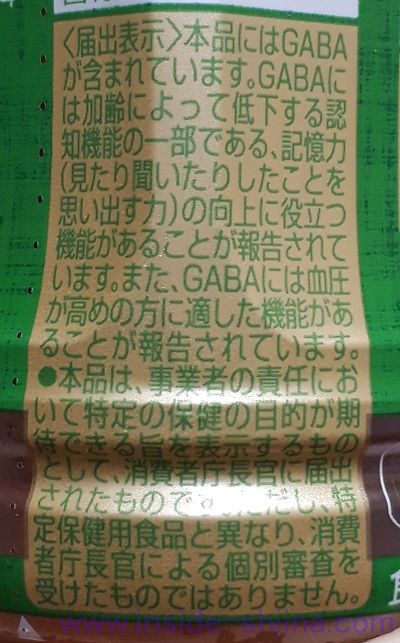 〈届出表示〉本品にはGABA
が含まれています。GABAに
は加齢によって低下する認
知機能の一部である、記憶力
(見たり聞いたりしたことを
思い出す力)の向上に役立つ
機能があることが報告されて
います。また、GABAには血圧
が高めの方に適した機能があ
ることが報告されています。
●本品は、事業者の責任にお
いて特定の保健の目的が期
待できる旨を表示するもの
として、消費者庁長官に届出
されたものです。ただし、特
定保健用食品と異なり、消費
者庁長官による個別審査を
受けたものではありません。
www.inside-shiina.com